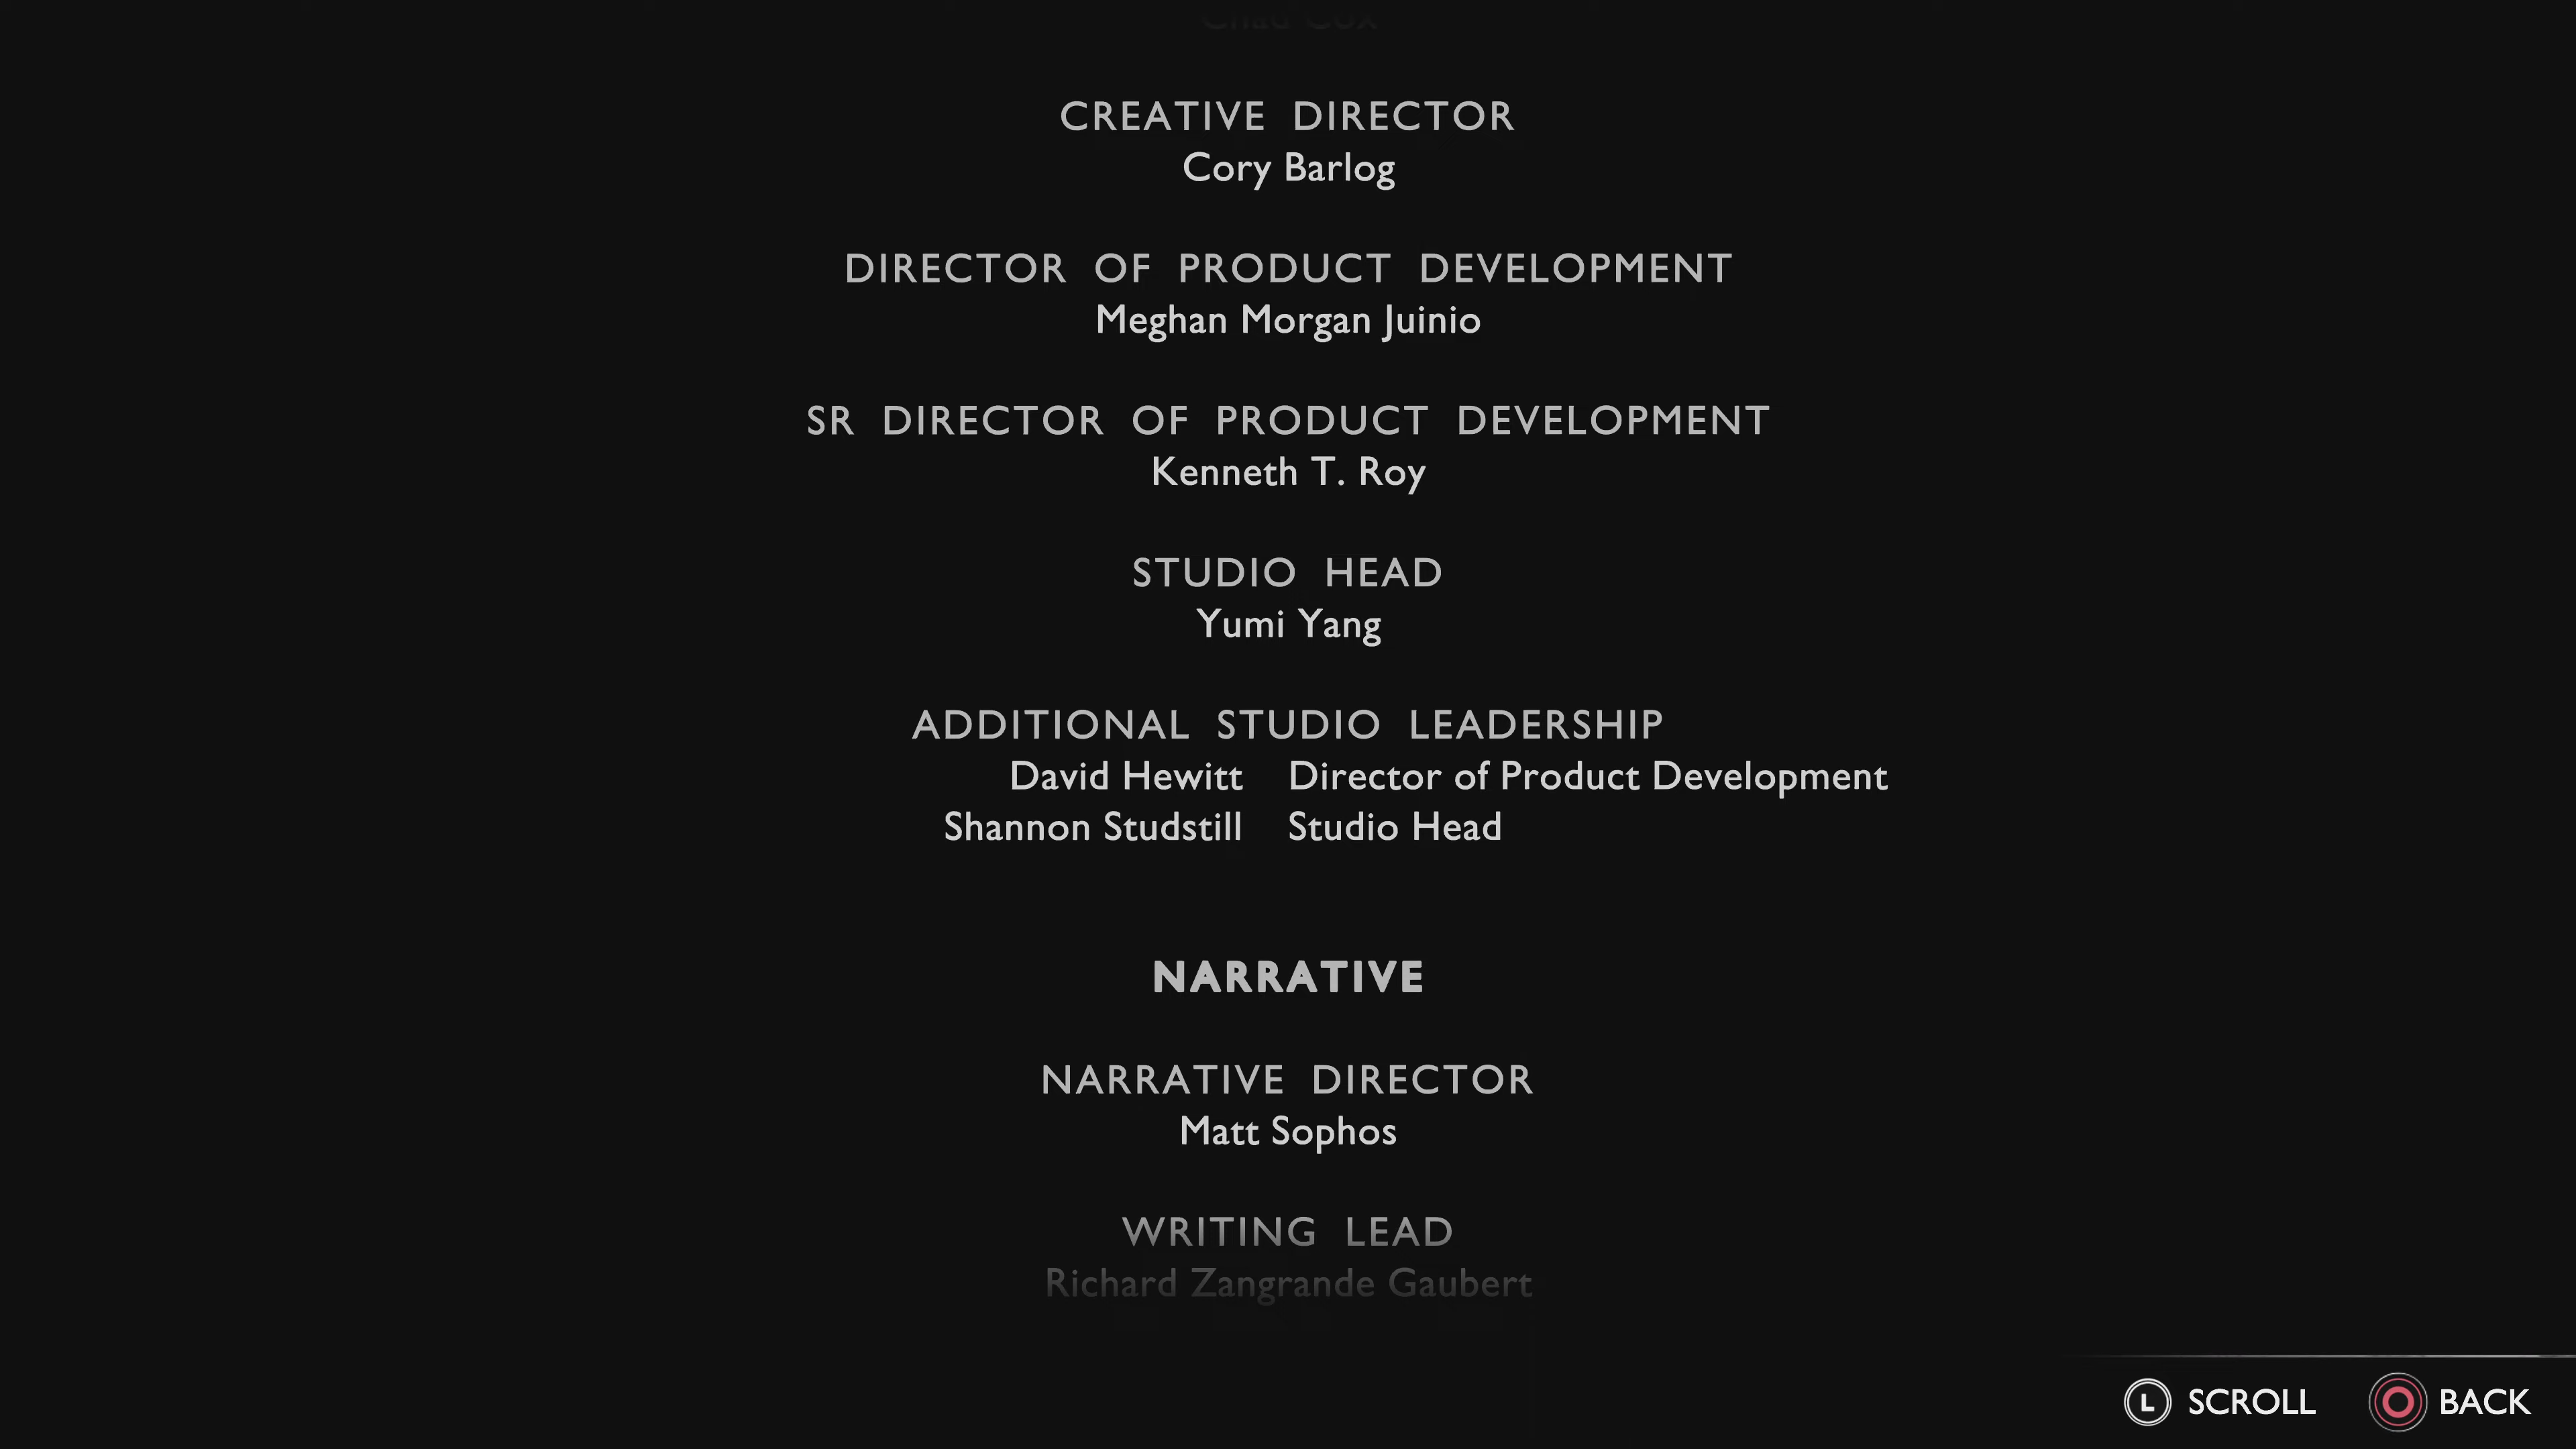 Chad Cox
CREATIVE DIRECTOR
Cory Barlog
DIRECTOR OF PRODUCT DEVELOPMENT
Meghan Morgan Juinio
SR DIRECTOR OF PRODUCT DEVELOPMENT
Kenneth T. Roy
STUDIO HEAD
Yumi Yang
ADDITIONAL STUDIO LEADERSHIP
David Hewitt Director of Product Development
Shannon Studstill Studio Head
NARRATIVE
NARRATIVE DIRECTOR
Matt Sophos
WRITING LEAD
Richard Zangrande Gaubert
L SCROLL BACK